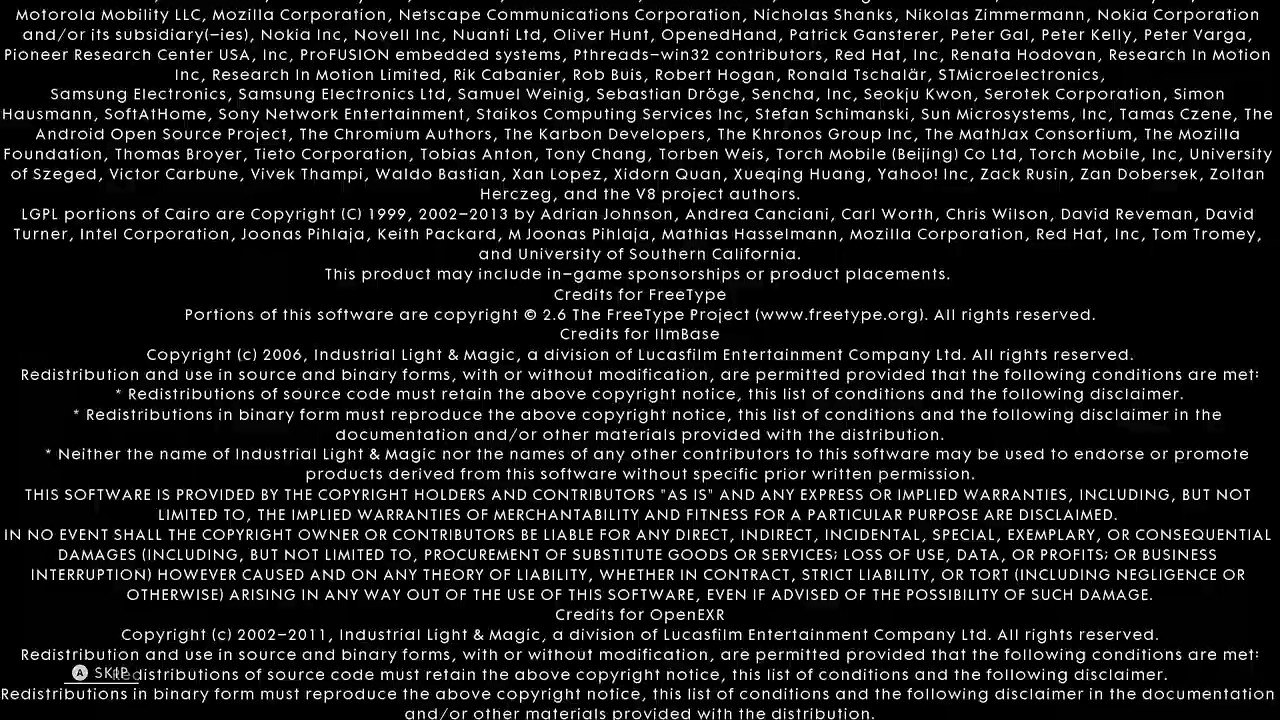 Motorola Mobility LLC, Mozilla Corporation, Netscape Communications Corporation, Nicholas Shanks, Nikolas Zimmermann, Nokia Corporation
and/or its subsidiary(-ies), Nokia Inc, Novell Inc, Nuanti Ltd, Oliver Hunt, OpenedHand, Patrick Gansterer, Peter Gal, Peter Kelly, Peter Varga,
Pioneer Research Center USA, Inc, ProFUSION embedded systems, Pthreads-win32 contributors, Red Hat, Inc, Renata Hodovan, Research In Motion
Inc, Research In Motion Limited, Rik Cabanier, Rob Buis, Robert Hogan, Ronald Tschalär, STMicroelectronics,
Samsung Electronics, Samsung Electronics Ltd, Samuel Weinig, Sebastian Dröge, Sencha, Inc, Seokju Kwon, Serotek Corporation, Simon
Hausmann, SoftAtHome, Sony Network Entertainment, Staikos Computing Services Inc, Stefan Schimanski, Sun Microsystems, Inc, Tamas Czene, The
Android Open Source Project, The Chromium Authors, The Karbon Developers, The Khronos Group Inc, The MathJax Consortium, The Mozilla
Foundation, Thomas Broyer, Tieto Corporation, Tobias Anton, Tony Chang, Torben Weis, Torch Mobile (Beijing) Co Ltd, Torch Mobile, Inc, University
of Szeged, Victor Carbune, Vivek Thampi, Waldo Bastian, Xan Lopez, Xidorn Quan, Xueqing Huang, Yahoo! Inc, Zack Rusin, Zan Dobersek, Zoltan
Herczeg, and the V8 project authors.
LGPL portions of Cairo are Copyright (C) 1999, 2002-2013 by Adrian Johnson, Andrea Canciani, Carl Worth, Chris Wilson, David Reveman, David
Turner, Intel Corporation, Joonas Pihlaja, Keith Packard, M Joonas Pihlaja, Mathias Hasselmann, Mozilla Corporation, Red Hat, Inc, Tom Tromey,
and University of Southern California.
This product may include in-game sponsorships or product placements.
Credits for FreeType
Portions of this software are copyright © 2.6 The FreeType Project (www.freetype.org). All rights reserved.
Credits for IlmBase
Copyright (c) 2006, Industrial Light & Magic, a division of Lucasfilm Entertainment Company Ltd. All rights reserved.
Redistribution and use in source and binary forms, with or without modification, are permitted provided that the following conditions are met:
* Redistributions of source code must retain the above copyright notice, this list of conditions and the following disclaimer.
* Redistributions in binary form must reproduce the above copyright notice, this list of conditions and the following disclaimer in the
documentation and/or other materials provided with the distribution.
* Neither the name of Industrial Light & Magic nor the names of any other contributors to this software may be used to endorse or promote
products derived from this software without specific prior written permission.
THIS SOFTWARE IS PROVIDED BY THE COPYRIGHT HOLDERS AND CONTRIBUTORS "AS IS" AND ANY EXPRESS OR IMPLIED WARRANTIES, INCLUDING, BUT NOT
LIMITED TO, THE IMPLIED WARRANTIES OF MERCHANTABILITY AND FITNESS FOR A PARTICULAR PURPOSE ARE DISCLAIMED.
IN NO EVENT SHALL THE COPYRIGHT OWNER OR CONTRIBUTORS BE LIABLE FOR ANY DIRECT, INDIRECT, INCIDENTAL, SPECIAL, EXEMPLARY, OR CONSEQUENTIAL
DAMAGES (INCLUDING, BUT NOT LIMITED TO, PROCUREMENT OF SUBSTITUTE GOODS OR SERVICES; LOSS OF USE, DATA, OR PROFITS; OR BUSINESS
INTERRUPTION) HOWEVER CAUSED AND ON ANY THEORY OF LIABILITY, WHETHER IN CONTRACT, STRICT LIABILITY, OR TORT (INCLUDING NEGLIGENCE OR
OTHERWISE) ARISING IN ANY WAY OUT OF THE USE OF THIS SOFTWARE, EVEN IF ADVISED OF THE POSSIBILITY OF SUCH DAMAGE.
Credits for OpenEXR
Copyright (c) 2002-2011, Industrial Light & Magic, a division of Lucasfilm Entertainment Company Ltd. All rights reserved.
Redistribution and use in source and binary forms, with or without modification, are permitted provided that the following conditions are met:
A SKIP
Redistributions of source code must retain the above copyright notice, this list of conditions and the following disclaimer.
Redistributions in binary form must reproduce the above copyright notice, this list of conditions and the following disclaimer in the documentation
and/or other materials provided with the distribution.